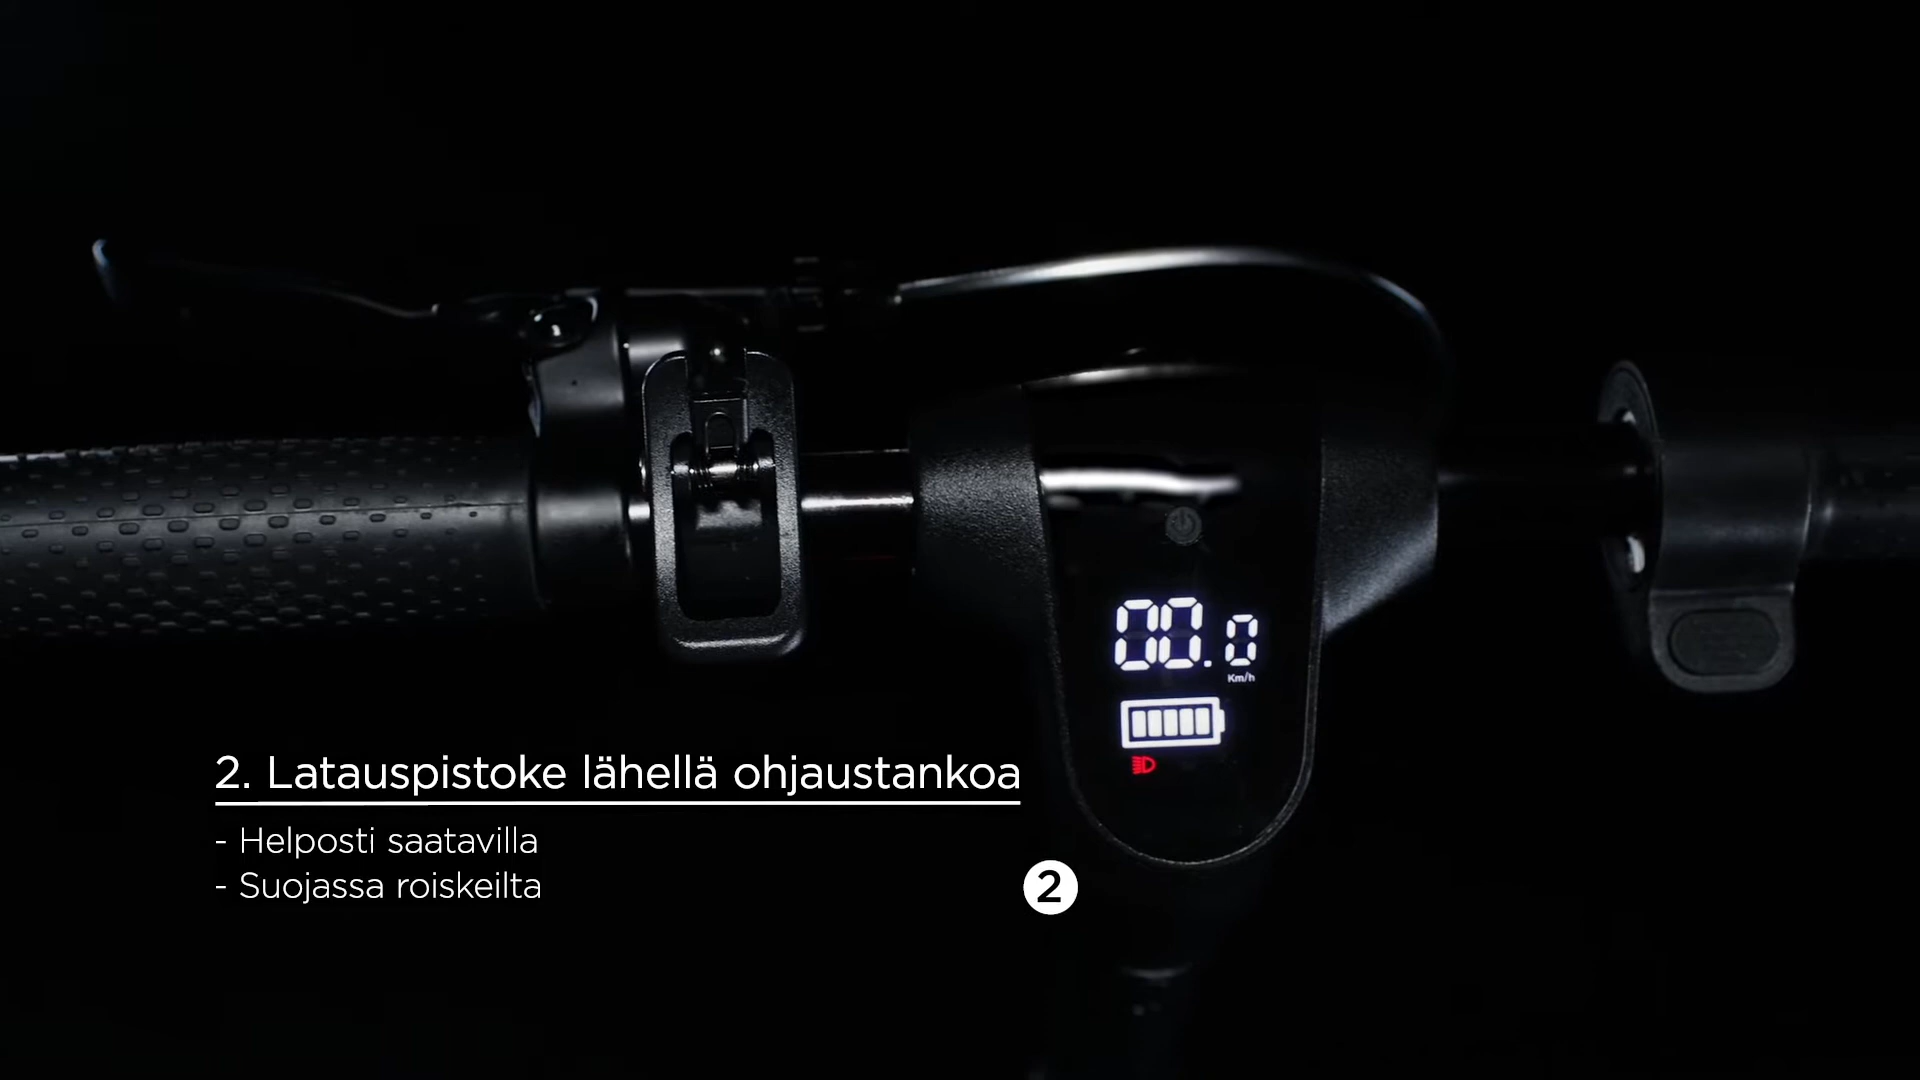 00.0
Km/h
2. Latauspistoke lähellä ohjaustankoa
- Helposti saatavilla
- Suojassa roiskeilta
2